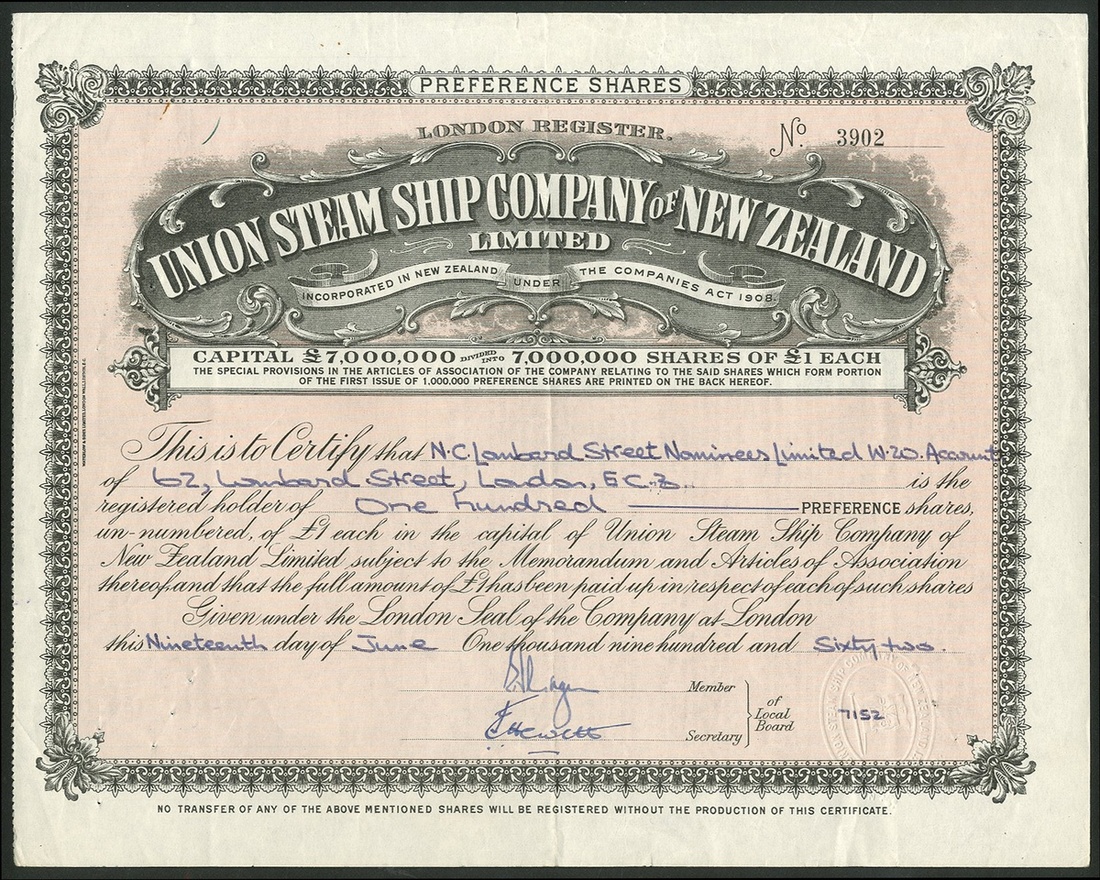 PREFERENCE SHARES
LONDON REGISTER.
No. 3902
UNION STEAM SHIP COMPANY OF NEW ZEALAND
LIMITED
INCORPORATED IN NEW ZEALAND UNDER THE COMPANIES ACT 1908.
CAPITAL £7,000,000 DIVIDED INTO 7,000,000 SHARES OF £1 EACH
THE SPECIAL PROVISIONS IN THE ARTICLES OF ASSOCIATION OF THE COMPANY RELATING TO THE SAID SHARES WHICH FORM PORTION
OF THE FIRST ISSUE OF 1,000,000 PREFERENCE SHARES ARE PRINTED ON THE BACK HEREOF.
This is to Certify that N.C. Lombard Street Nominees Limited W.20. Account
of 62, Lombard Street, London, E.C.3. is the
registered holder of One hundred PREFERENCE shares,
un-numbered, of £1 each in the capital of Union Steam Ship Company of
New Zealand Limited subject to the Memorandum and Articles of Association
thereof and that the full amount of £1 has been paid up in respect of each of such shares
Given under the London Seal of the Company at London
this Nineteenth day of June One thousand nine hundred and Sixty two.
Member
Secretary
of
Local
Board
7152
NO TRANSFER OF ANY OF THE ABOVE MENTIONED SHARES WILL BE REGISTERED WITHOUT THE PRODUCTION OF THIS CERTIFICATE.